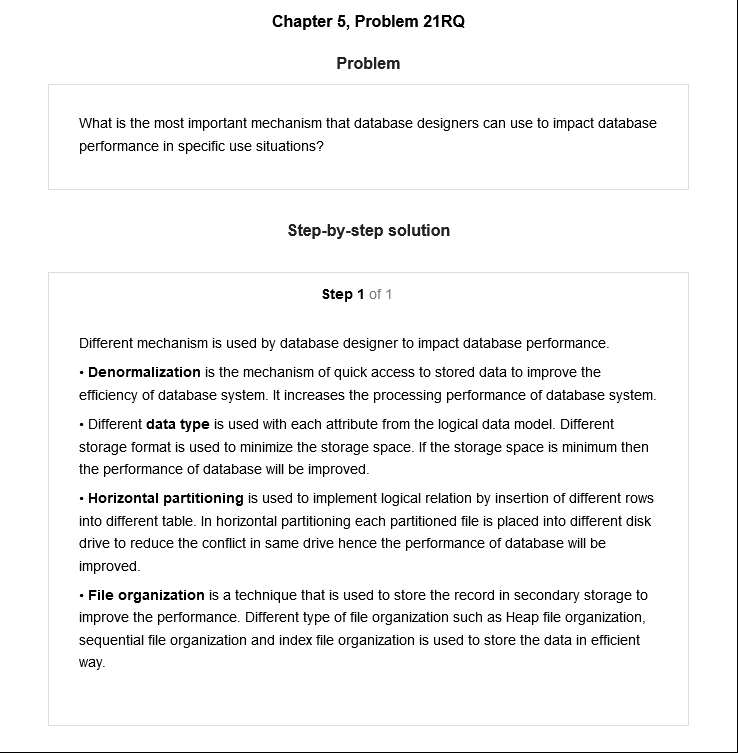 Chapter 5, Problem 21RQ
Problem
What is the most important mechanism that database designers can use to impact database
performance in specific use situations?
Step-by-step solution
Step 1 of 1
Different mechanism is used by database designer to impact database performance.
• Denormalization is the mechanism of quick access to stored data to improve the
efficiency of database system. It increases the processing performance of database system.
• Different data type is used with each attribute from the logical data model. Different
storage format is used to minimize the storage space. If the storage space is minimum then
the performance of database will be improved.
• Horizontal partitioning is used to implement logical relation by insertion of different rows
into different table. In horizontal partitioning each partitioned file is placed into different disk
drive to reduce the conflict in same drive hence the performance of database will be
improved.
• File organization is a technique that is used to store the record in secondary storage to
improve the performance. Different type of file organization such as Heap file organization,
sequential file organization and index file organization is used to store the data in efficient
way.